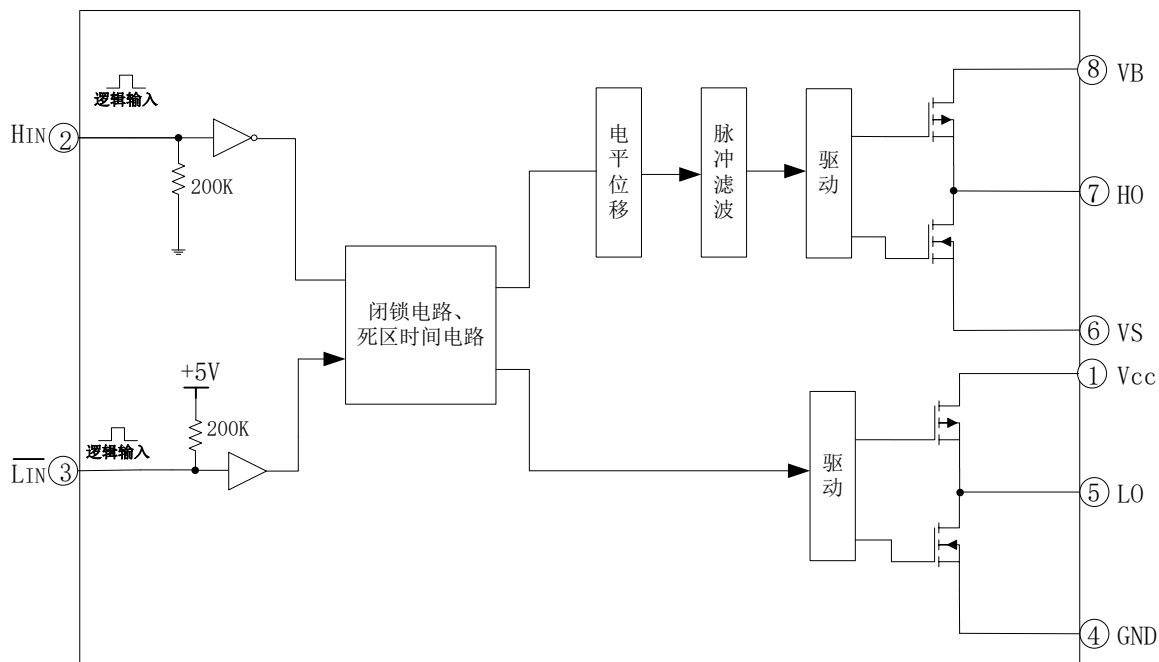 逻辑输入
HIN ②
200K
+5V
200K
逻辑输入
LIN ③
闭锁电路、
死区时间电路
电平位移
脉冲滤波
驱动
驱动
⑧ VB
⑦ HO
⑥ VS
① Vcc
⑤ LO
④ GND